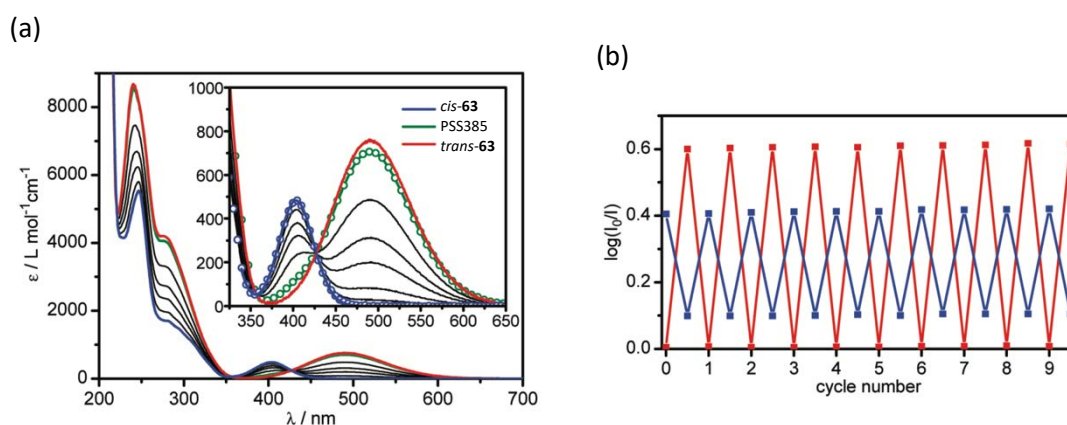 (a)
ε / L mol⁻¹cm⁻¹
8000
6000
4000
2000
0
200 300 400 500 600 700
λ / nm
1000
800
600
400
200
0
350 400 450 500 550 600 650
cis-63
PSS385
trans-63
(b)
log(I₀/I)
0.6
0.4
0.2
0.0
0 1 2 3 4 5 6 7 8 9
cycle number